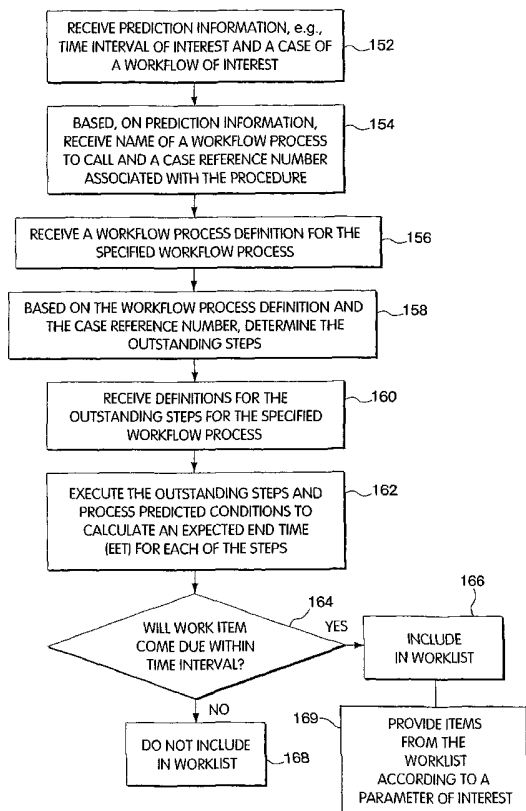 RECEIVE PREDICTION INFORMATION, e.g.,
TIME INTERVAL OF INTEREST AND A CASE OF
A WORKFLOW OF INTEREST
152
BASED, ON PREDICTION INFORMATION,
RECEIVE NAME OF A WORKFLOW PROCESS
TO CALL AND A CASE REFERENCE NUMBER
ASSOCIATED WITH THE PROCEDURE
154
RECEIVE A WORKFLOW PROCESS DEFINITION FOR THE
SPECIFIED WORKFLOW PROCESS
156
BASED ON THE WORKFLOW PROCESS DEFINITION AND
THE CASE REFERENCE NUMBER, DETERMINE THE
OUTSTANDING STEPS
158
RECEIVE DEFINITIONS FOR THE
OUTSTANDING STEPS FOR THE SPECIFIED
WORKFLOW PROCESS
160
EXECUTE THE OUTSTANDING STEPS AND
PROCESS PREDICTED CONDITIONS TO
CALCULATE AN EXPECTED END TIME
(EET) FOR EACH OF THE STEPS
162
164
WILL WORK ITEM
COME DUE WITHIN
TIME INTERVAL?
YES
166
INCLUDE
IN WORKLIST
NO
DO NOT INCLUDE
IN WORKLIST
168
169
PROVIDE ITEMS
FROM THE
WORKLIST
ACCORDING TO A
PARAMETER OF INTEREST